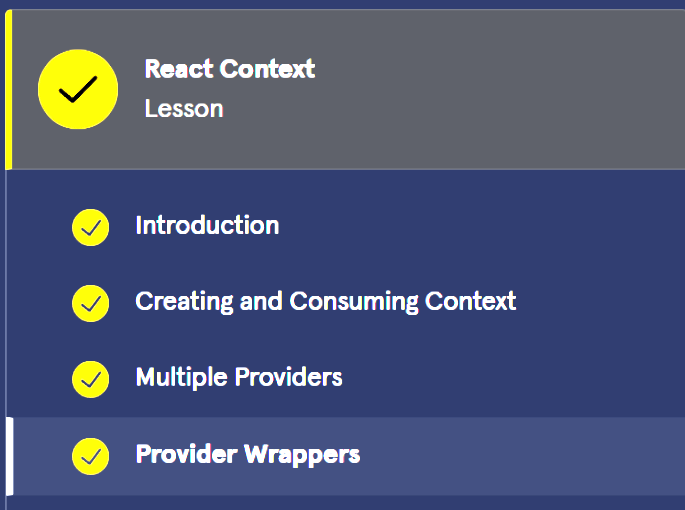 React Context
Lesson
Introduction
Creating and Consuming Context
Multiple Providers
Provider Wrappers